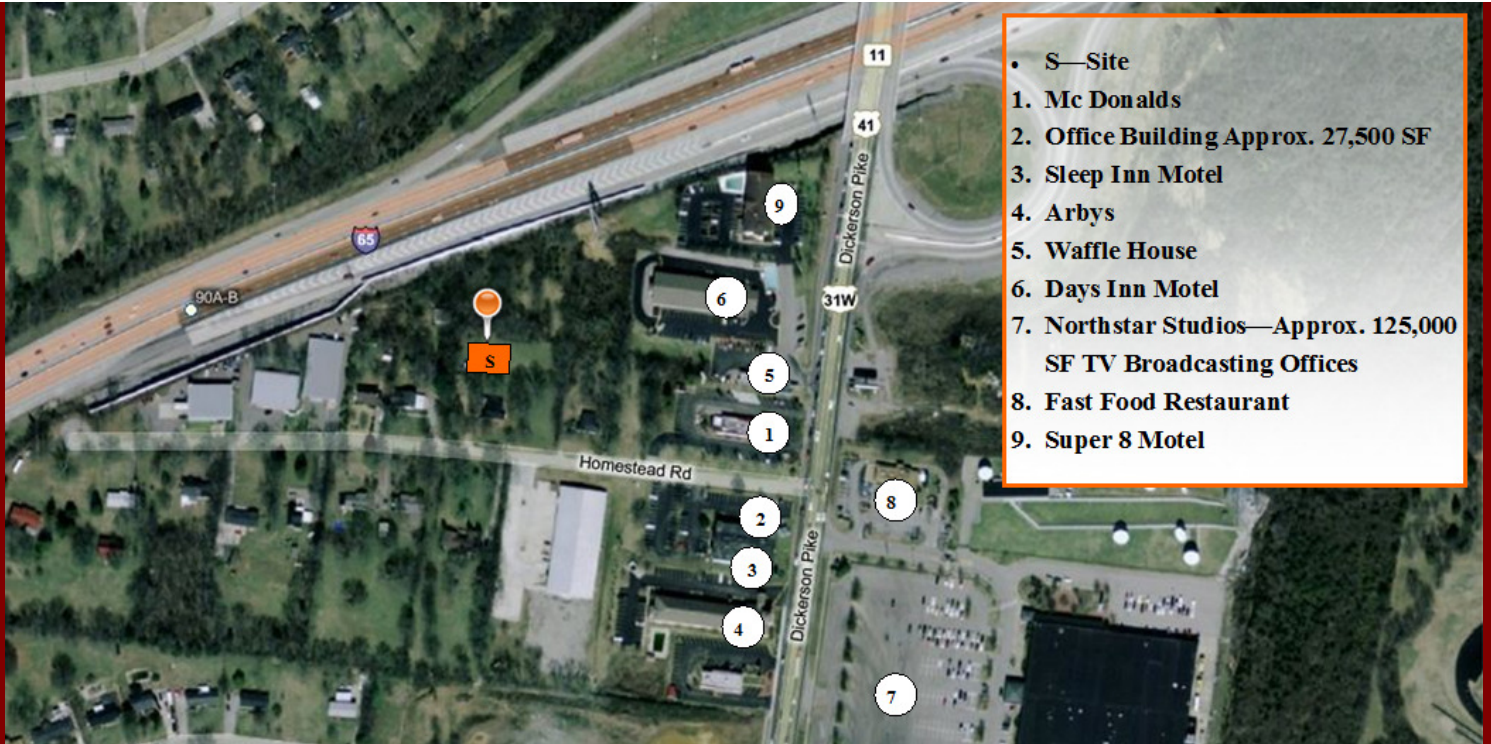 11
• S—Site
1. Mc Donalds
41
2. Office Building Approx. 27,500 SF
3. Sleep Inn Motel
Dickerson Pike
9
4. Arbys
65
5. Waffle House
90A-B
6
31W
6. Days Inn Motel
7. Northstar Studios—Approx. 125,000
SF TV Broadcasting Offices
S
5
8. Fast Food Restaurant
1
9. Super 8 Motel
Homestead Rd
8
2
3
Dickerson Pike
4
7